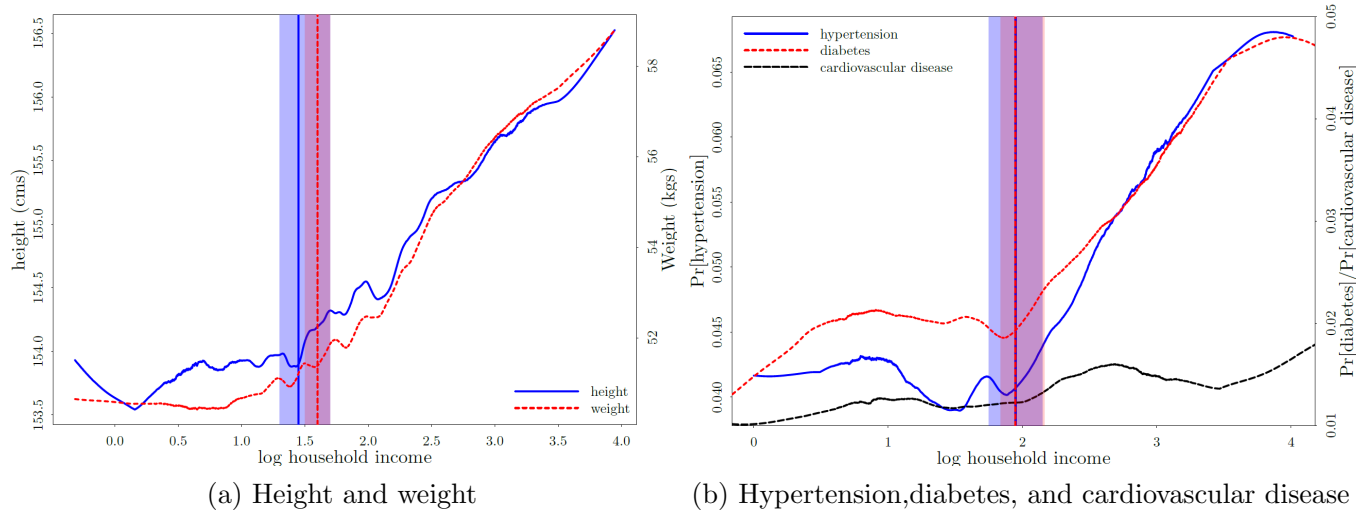 156.5
156.0
155.5
155.0
154.5
154.0
153.5
height (cms)
58
56
54
52
Weight (kgs)
height
weight
0.0 0.5 1.0 1.5 2.0 2.5 3.0 3.5 4.0
log household income
(a) Height and weight
0.065
0.060
0.055
0.050
0.045
0.040
Pr[hypertension]
hypertension
diabetes
cardiovascular disease
0.05
0.04
0.03
0.02
0.01
Pr[diabetes]/Pr[cardiovascular disease]
0 1 2 3 4
log household income
(b) Hypertension,diabetes, and cardiovascular disease